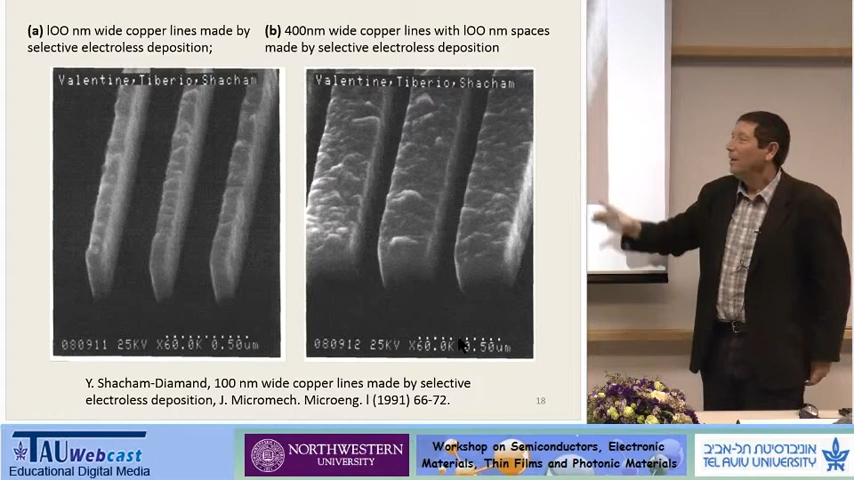 (a) lOO nm wide copper lines made by
selective electroless deposition;
(b) 400nm wide copper lines with lOO nm spaces
made by selective electroless deposition
Valentine,Tiberio,Shacham
080911 25KV X60.0K 0.50um
Valentine,Tiberio,Shacham
080912 25KV X60.0K 0.50um
Y. Shacham-Diamand, 100 nm wide copper lines made by selective
electroless deposition, J. Micromech. Microeng. l (1991) 66-72.
18
TAU Webcast
Educational Digital Media
NORTHWESTERN
UNIVERSITY
Workshop on Semiconductors, Electronic
Materials, Thin Films and Photonic Materials
אוניברסיטת תל-אביב
TEL AVIV UNIVERSITY